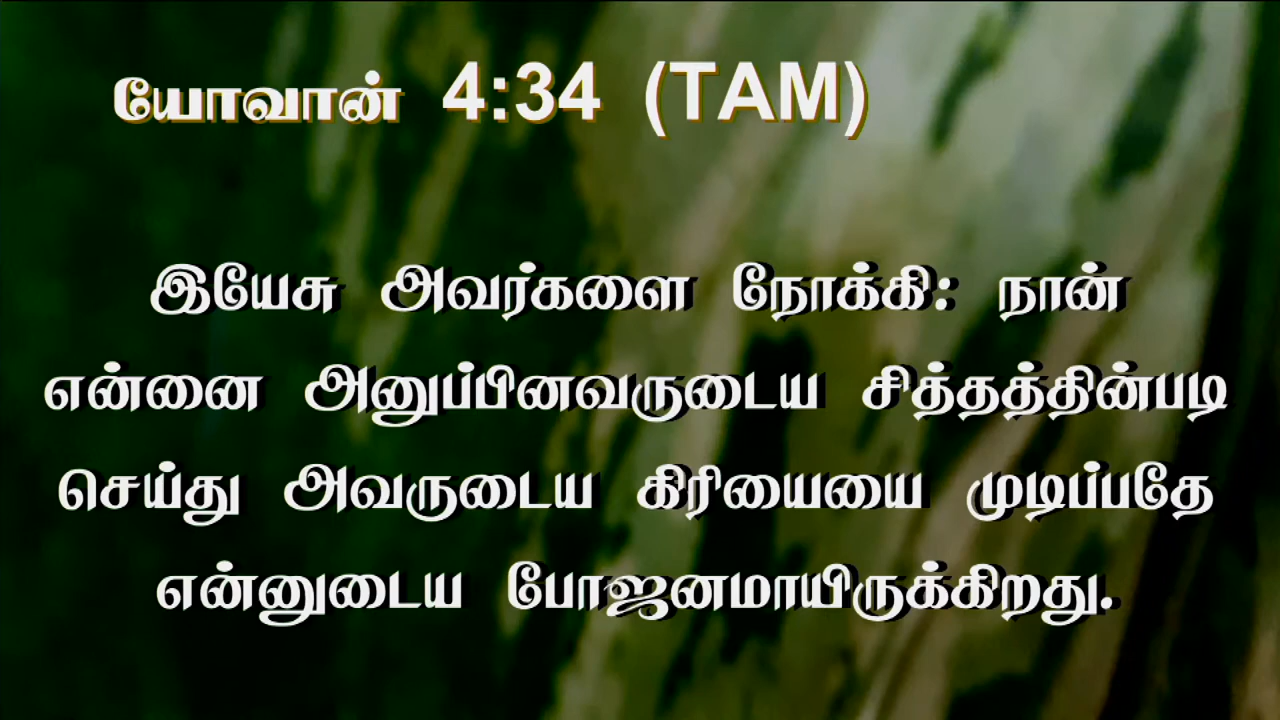 யோவான் 4:34 (TAM)
இயேசு அவர்களை நோக்கி: நான்
என்னை அனுப்பினவருடைய சித்தத்தின்படி
செய்து அவருடைய கிரியையை முடிப்பதே
என்னுடைய போஜனமாயிருக்கிறது.